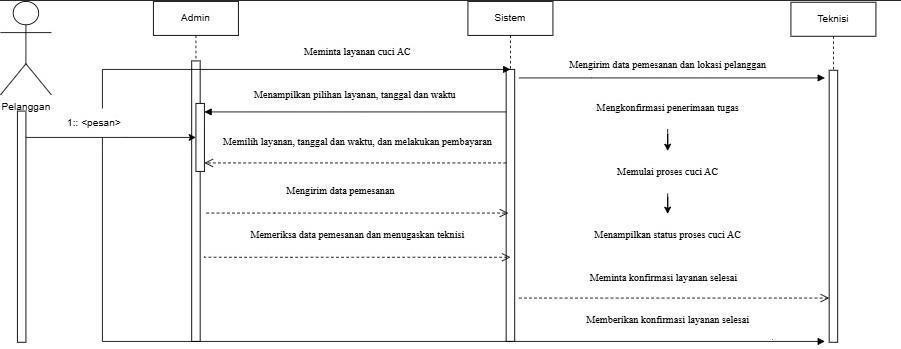 Admin
Sistem
Teknisi
Pelanggan
Meminta layanan cuci AC
Mengirim data pemesanan dan lokasi pelanggan
Menampilkan pilihan layanan, tanggal dan waktu
Mengkonfirmasi penerimaan tugas
1:: <pesan>
Memilih layanan, tanggal dan waktu, dan melakukan pembayaran
Memulai proses cuci AC
Mengirim data pemesanan
Memeriksa data pemesanan dan menugaskan teknisi
Menampilkan status proses cuci AC
Meminta konfirmasi layanan selesai
Memberikan konfirmasi layanan selesai